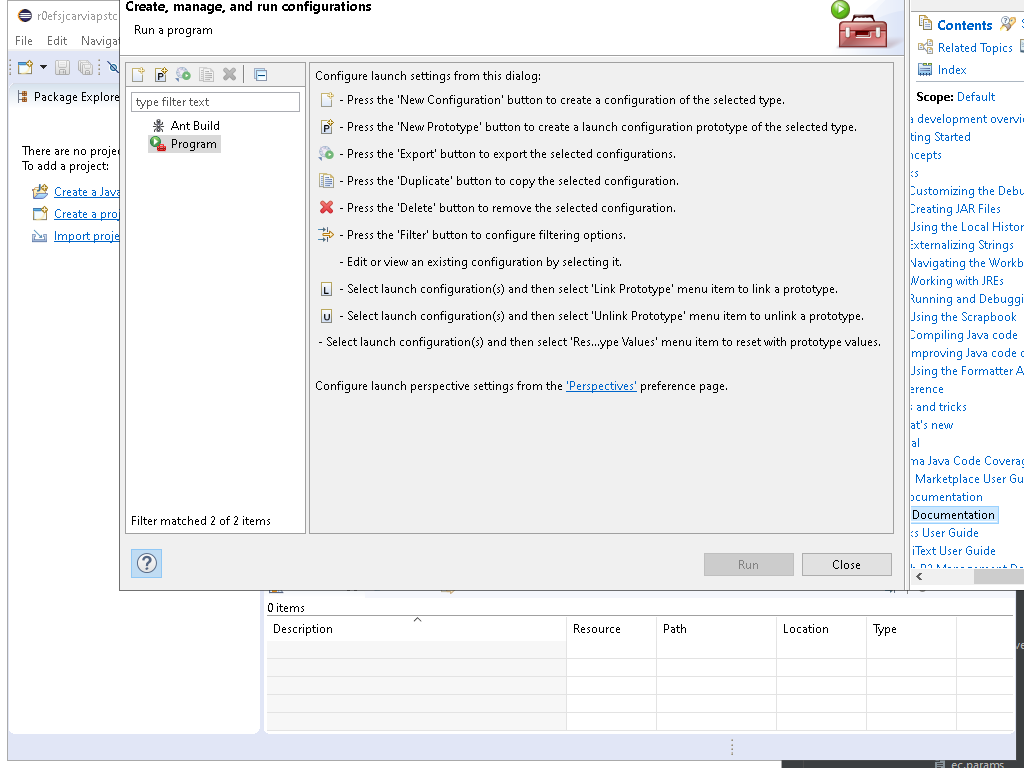 Create, manage, and run configurations
Run a program
r0efsjcarviapstc
File Edit Naviga
Package Explore
There are no proje
To add a project:
Create a Java
Create a proj
Import proje
type filter text
Ant Build
Program
Filter matched 2 of 2 items
Configure launch settings from this dialog:
- Press the 'New Configuration' button to create a configuration of the selected type.
- Press the 'New Prototype' button to create a launch configuration prototype of the selected type.
- Press the 'Export' button to export the selected configurations.
- Press the 'Duplicate' button to copy the selected configuration.
- Press the 'Delete' button to remove the selected configuration.
- Press the 'Filter' button to configure filtering options.
- Edit or view an existing configuration by selecting it.
L - Select launch configuration(s) and then select 'Link Prototype' menu item to link a prototype.
U - Select launch configuration(s) and then select 'Unlink Prototype' menu item to unlink a prototype.
- Select launch configuration(s) and then select 'Res...ype Values' menu item to reset with prototype values.
Configure launch perspective settings from the 'Perspectives' preference page.
Run Close
Contents
Related Topics
Index
Scope: Default
a development overvi
ting Started
ncepts
ks
Customizing the Debu
Creating JAR Files
Using the Local Histor
Externalizing Strings
Navigating the Workb
Working with JREs
Running and Debuggi
Using the Scrapbook
Compiling Java code
mproving Java code c
Using the Formatter A
erence
s and tricks
at's new
al
ma Java Code Coverag
Marketplace User Gu
ocumentation
Documentation
ks User Guide
iText User Guide
0 items
Description Resource Path Location Type
ec.params